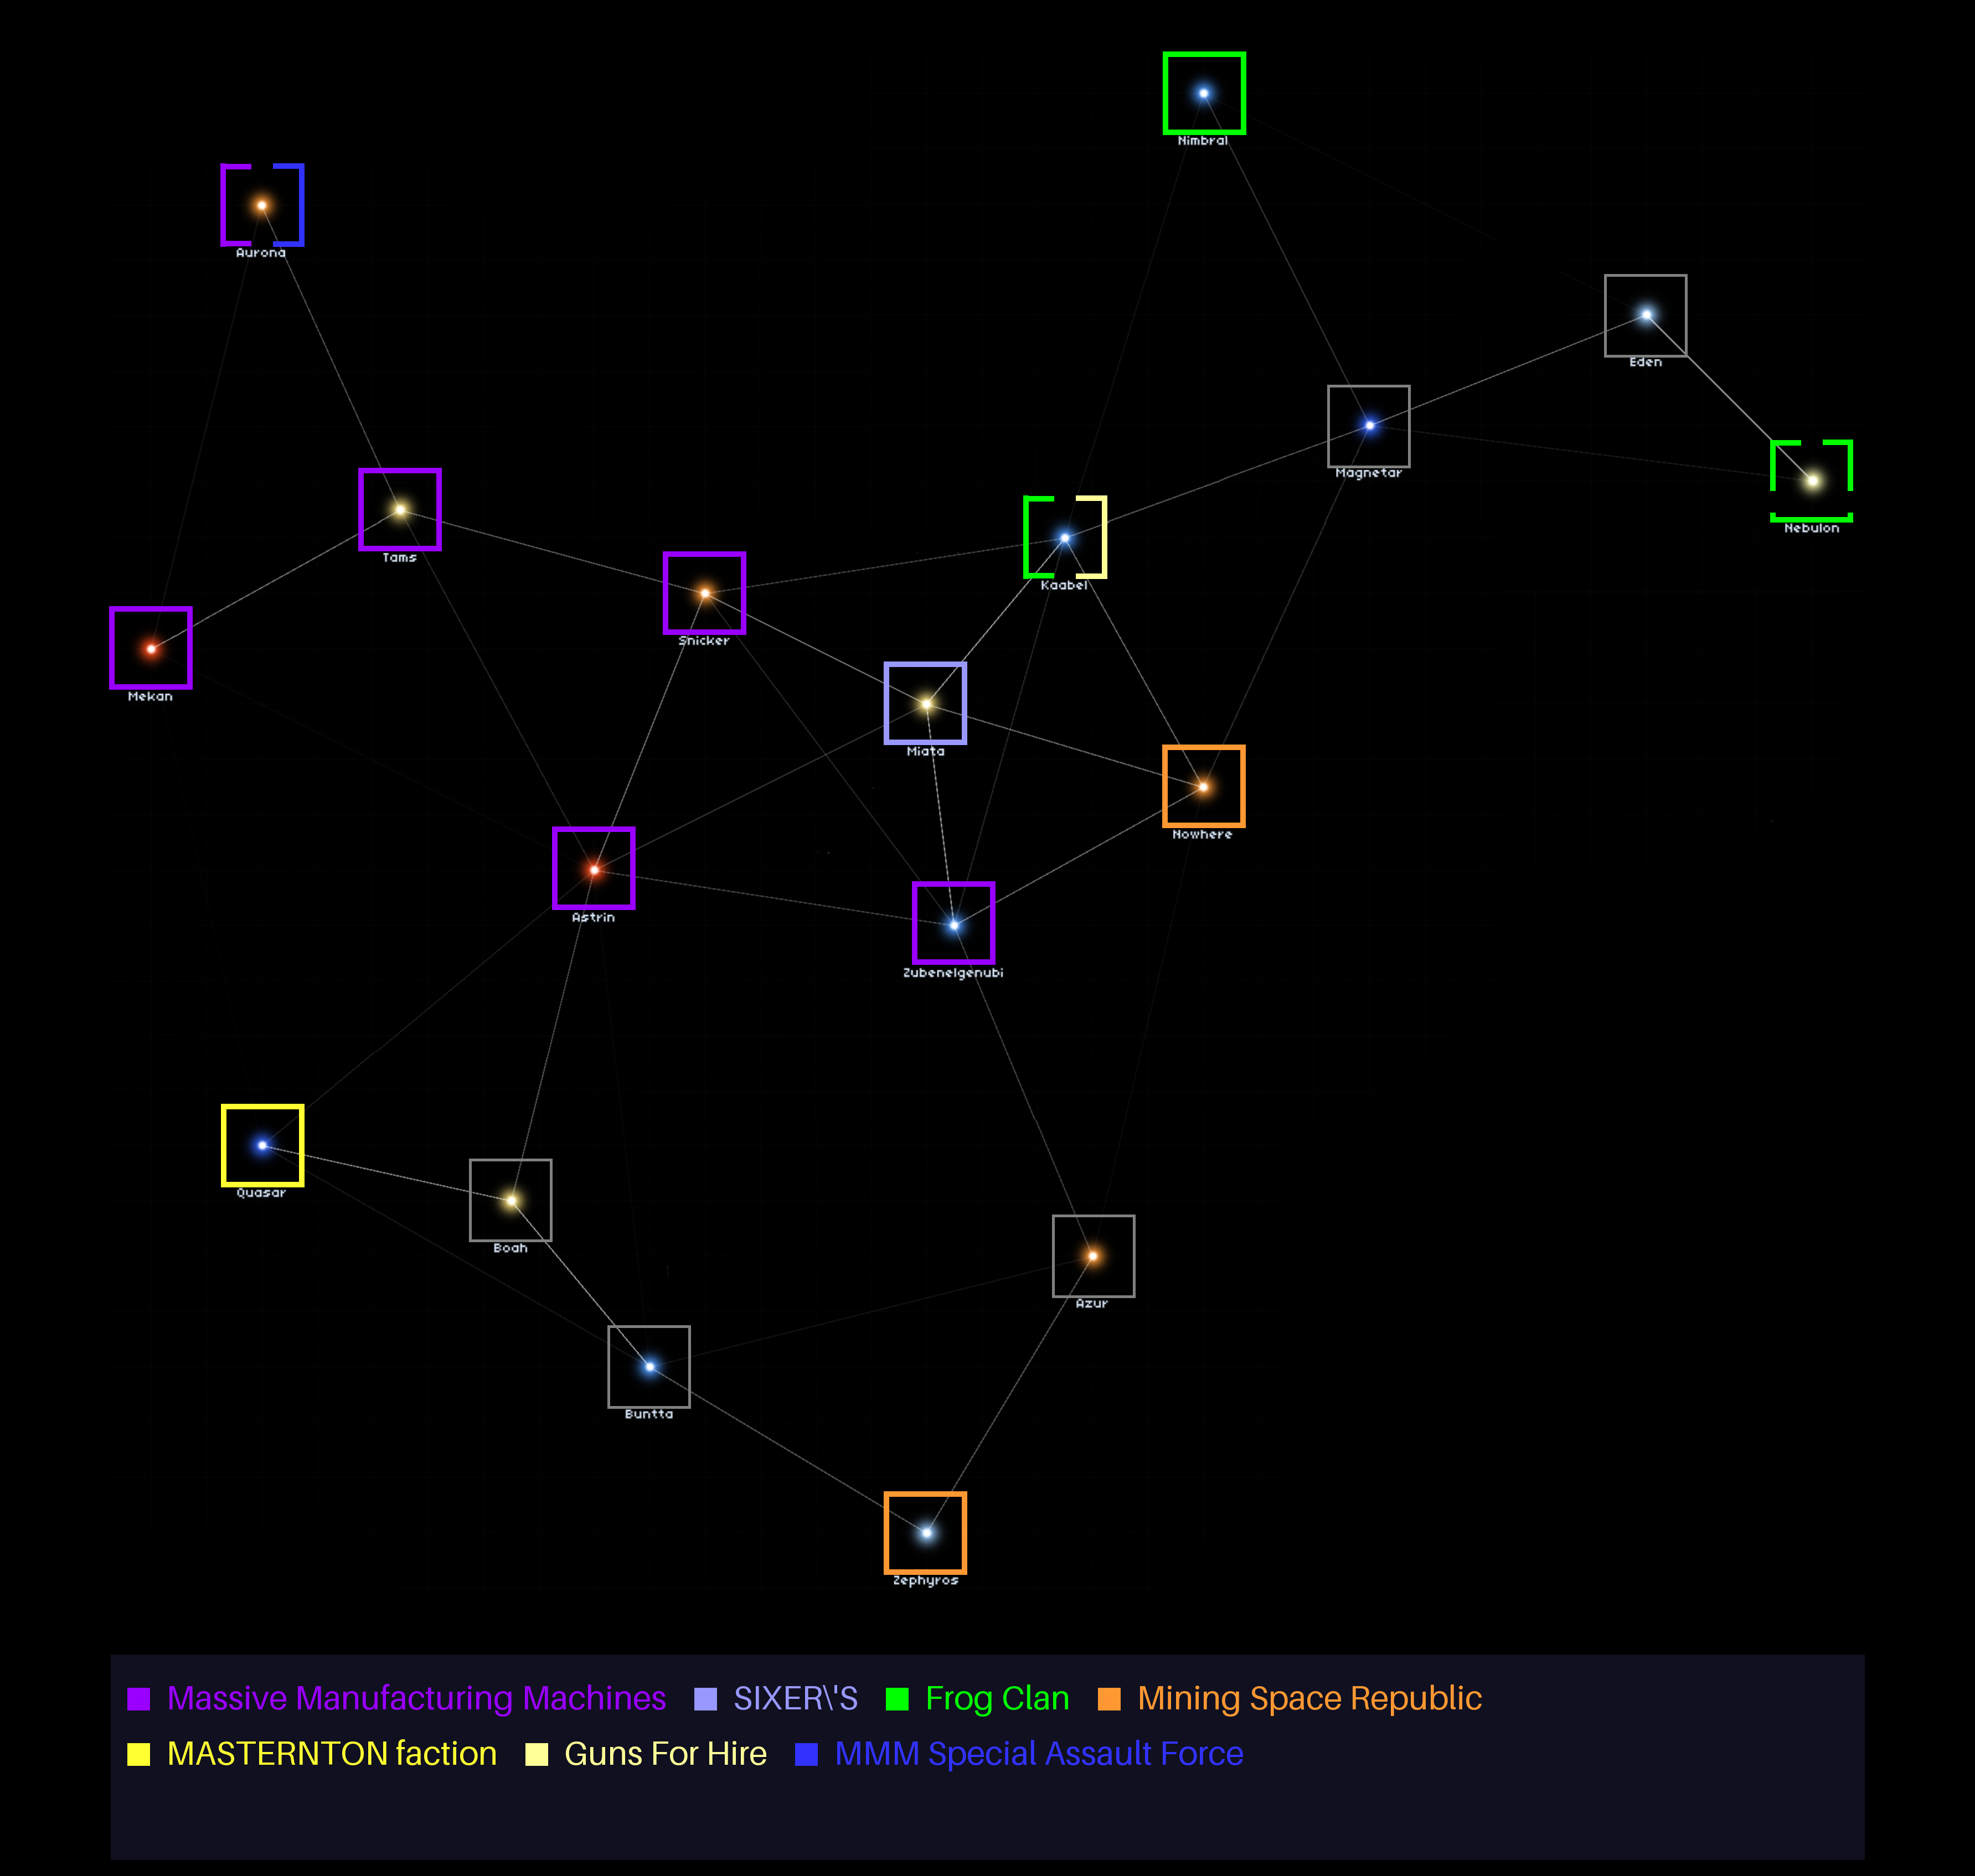 Nimbral
Aurona
Eden
Magnetar
Nebulon
Tams
Kaabel
Snicker
Mekan
Miata
Nowhere
Astrin
Zubenelgenubi
Quasar
Boah
Azur
Buntta
Zephyros
Massive Manufacturing Machines SIXER\'S Frog Clan Mining Space Republic
MASTERNTON faction Guns For Hire MMM Special Assault Force